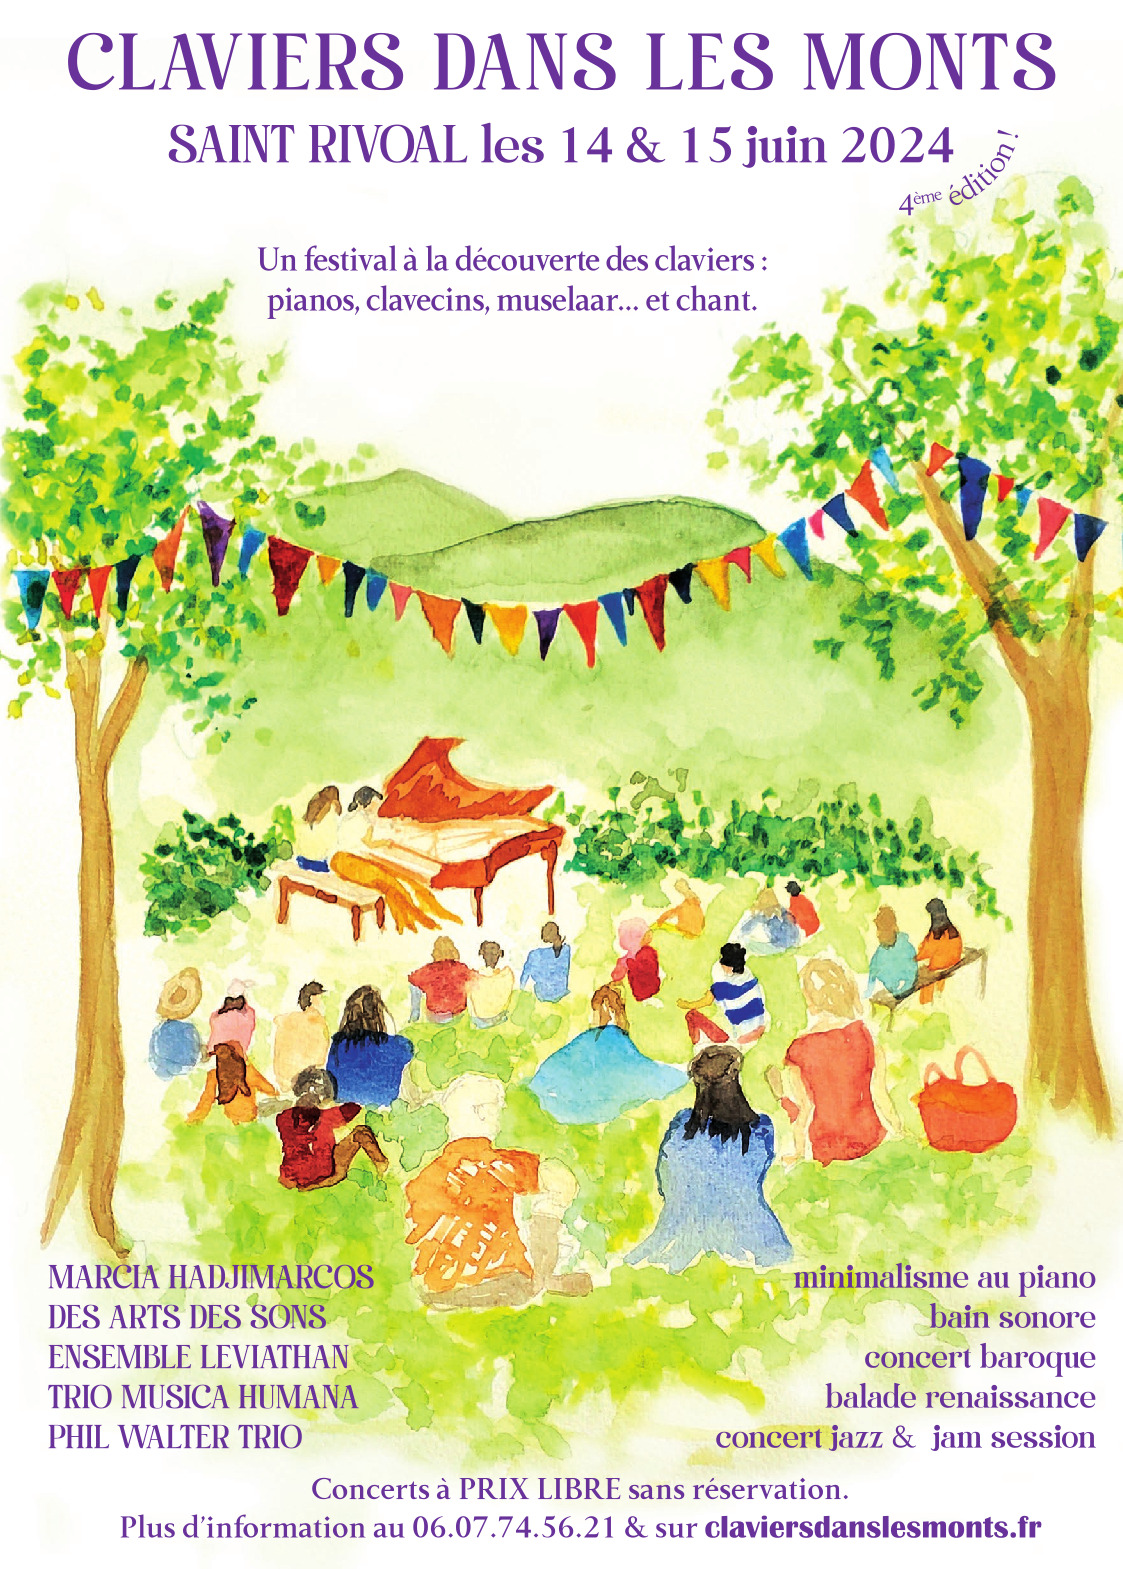 CLAVIERS DANS LES MONTS
SAINT RIVOAL les 14 & 15 juin 2024
4ème édition !
Un festival à la découverte des claviers :
pianos, clavecins, muselaar... et chant.
MARCIA HADJIMARCOS minimalisme au piano
DES ARTS DES SONS bain sonore
ENSEMBLE LEVIATHAN concert baroque
TRIO MUSICA HUMANA balade renaissance
PHIL WALTER TRIO concert jazz & jam session
Concerts à PRIX LIBRE sans réservation.
Plus d'information au 06.07.74.56.21 & sur claviersdanslesmonts.fr